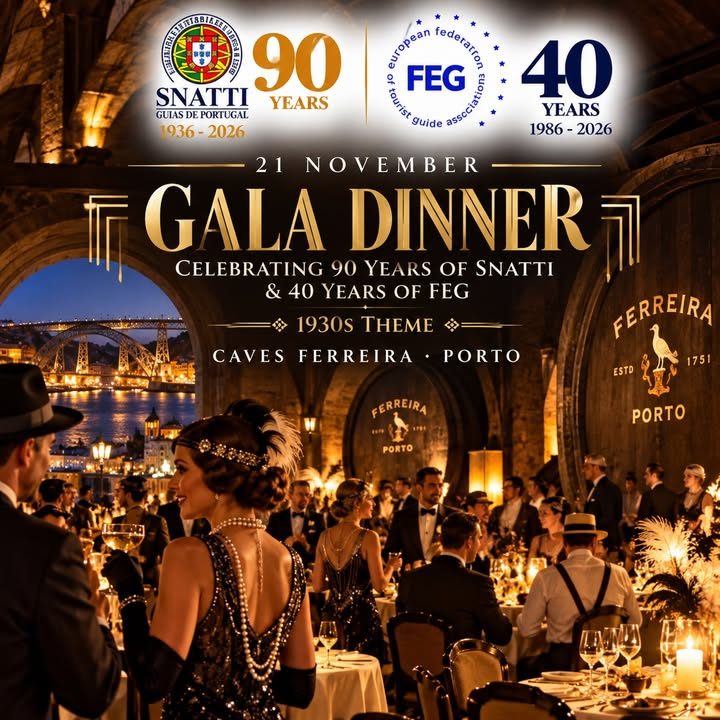 SNATTI
GUIAS DE PORTUGAL
1936 - 2026
90
YEARS
european federation
of tourist guide associations
FEG
40
YEARS
1986 - 2026
21 NOVEMBER
GALA DINNER
CELEBRATING 90 YEARS OF SNATTI
& 40 YEARS OF FEG
1930S THEME
CAVES FERREIRA · PORTO
FERREIRA
ESTD 1751
PORTO
FERREIRA
ESTD 1751
PORTO